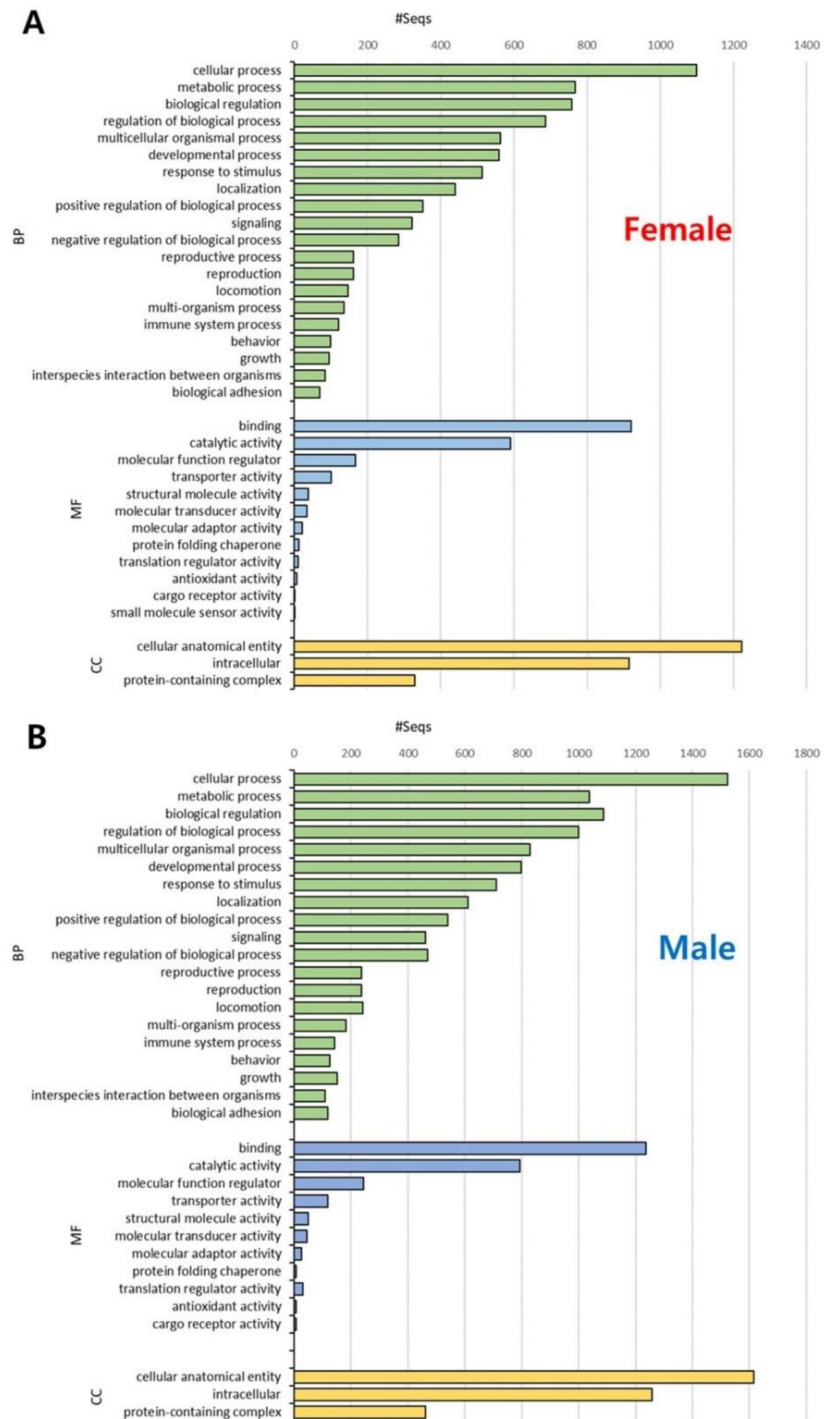 A
#Seqs
0 200 400 600 800 1000 1200 1400
BP
cellular process
metabolic process
biological regulation
regulation of biological process
multicellular organismal process
developmental process
response to stimulus
localization
positive regulation of biological process
signaling
negative regulation of biological process
reproductive process
reproduction
locomotion
multi-organism process
immune system process
behavior
growth
interspecies interaction between organisms
biological adhesion
Female
MF
binding
catalytic activity
molecular function regulator
transporter activity
structural molecule activity
molecular transducer activity
molecular adaptor activity
protein folding chaperone
translation regulator activity
antioxidant activity
cargo receptor activity
small molecule sensor activity
CC
cellular anatomical entity
intracellular
protein-containing complex
B
#Seqs
0 200 400 600 800 1000 1200 1400 1600 1800
BP
cellular process
metabolic process
biological regulation
regulation of biological process
multicellular organismal process
developmental process
response to stimulus
localization
positive regulation of biological process
signaling
negative regulation of biological process
reproductive process
reproduction
locomotion
multi-organism process
immune system process
behavior
growth
interspecies interaction between organisms
biological adhesion
Male
MF
binding
catalytic activity
molecular function regulator
transporter activity
structural molecule activity
molecular transducer activity
molecular adaptor activity
protein folding chaperone
translation regulator activity
antioxidant activity
cargo receptor activity
CC
cellular anatomical entity
intracellular
protein-containing complex